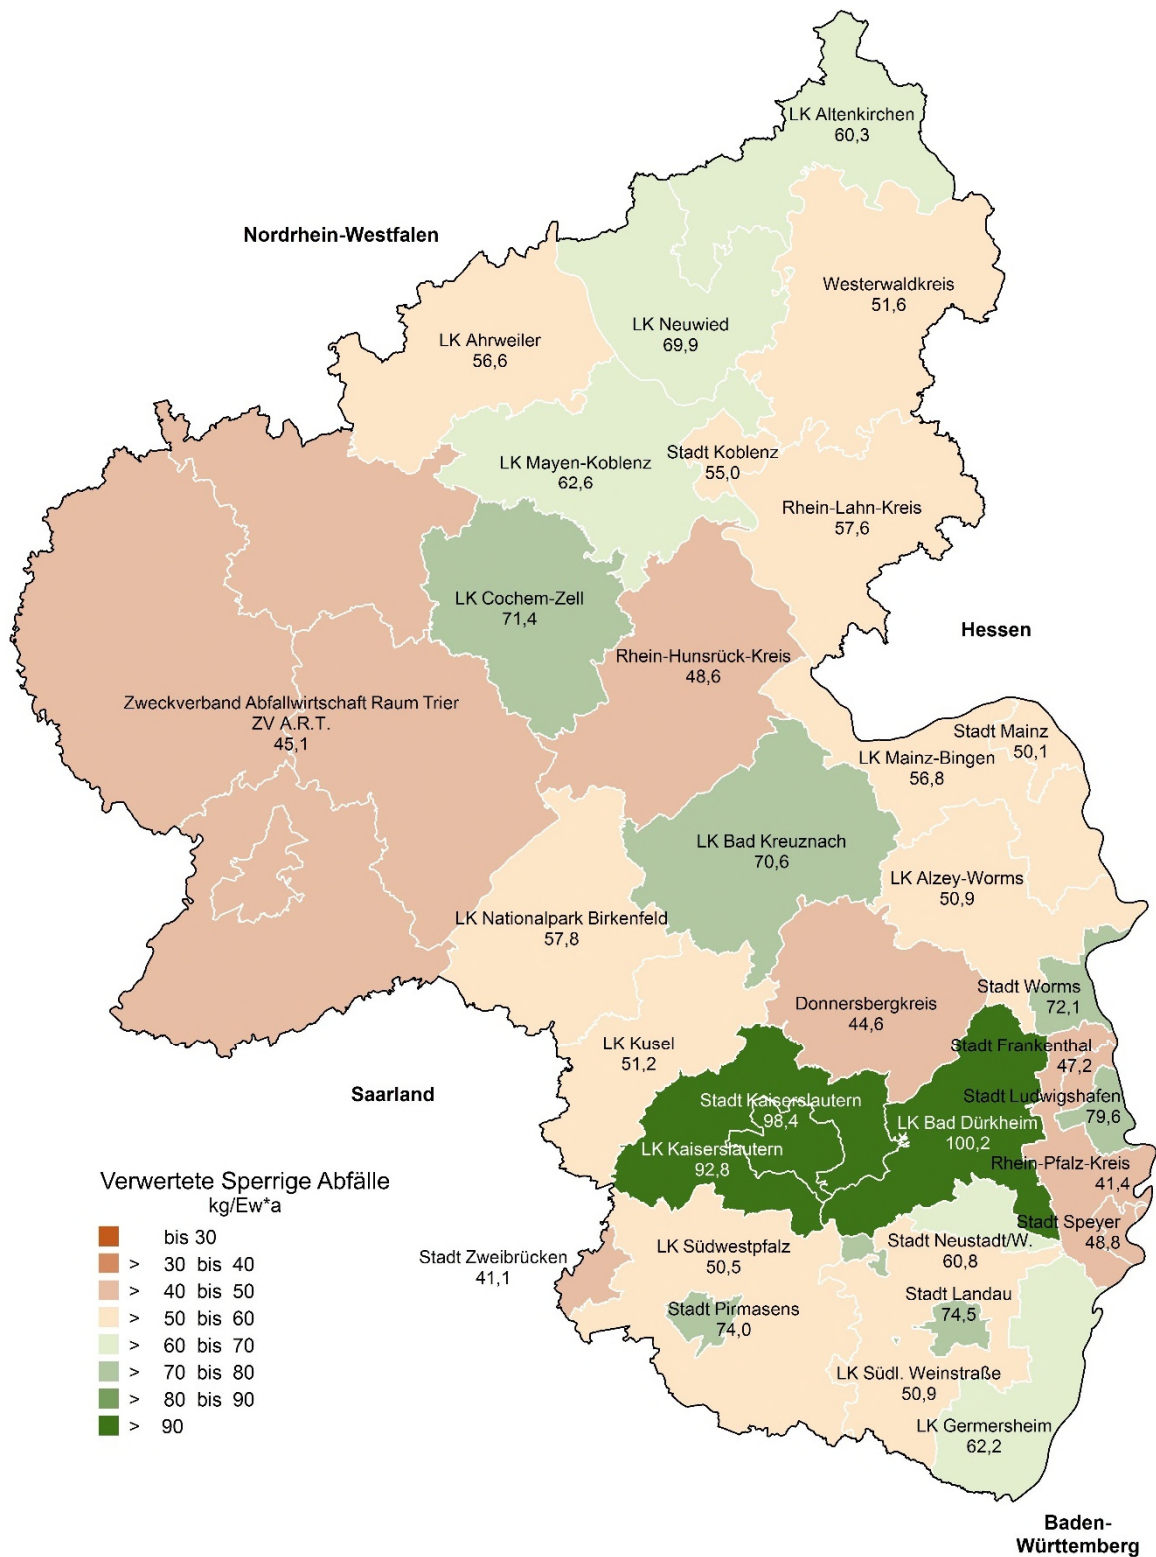 LK Altenkirchen
60,3
Nordrhein-Westfalen
Westerwaldkreis
51,6
LK Neuwied
69,9
LK Ahrweiler
56,6
Stadt Koblenz
55,0
LK Mayen-Koblenz
62,6
Rhein-Lahn-Kreis
57,6
LK Cochem-Zell
71,4
Hessen
Rhein-Hunsrück-Kreis
48,6
Zweckverband Abfallwirtschaft Raum Trier
ZV A.R.T.
45,1
Stadt Mainz
50,1
LK Mainz-Bingen
56,8
LK Bad Kreuznach
70,6
LK Alzey-Worms
50,9
LK Nationalpark Birkenfeld
57,8
Stadt Worms
72,1
Donnersbergkreis
44,6
LK Kusel
51,2
Stadt Frankenthal
47,2
Saarland
Stadt Kaiserslautern
98,4
Stadt Ludwigshafen
79,6
LK Bad Dürkheim
100,2
LK Kaiserslautern
92,8
Rhein-Pfalz-Kreis
41,4
Stadt Speyer
48,8
Stadt Neustadt/W.
60,8
LK Südwestpfalz
50,5
Stadt Zweibrücken
41,1
Stadt Landau
74,5
Stadt Pirmasens
74,0
LK Südl. Weinstraße
50,9
LK Germersheim
62,2
Baden-
Württemberg
Verwertete Sperrige Abfälle
kg/Ew*a
bis 30
> 30 bis 40
> 40 bis 50
> 50 bis 60
> 60 bis 70
> 70 bis 80
> 80 bis 90
> 90